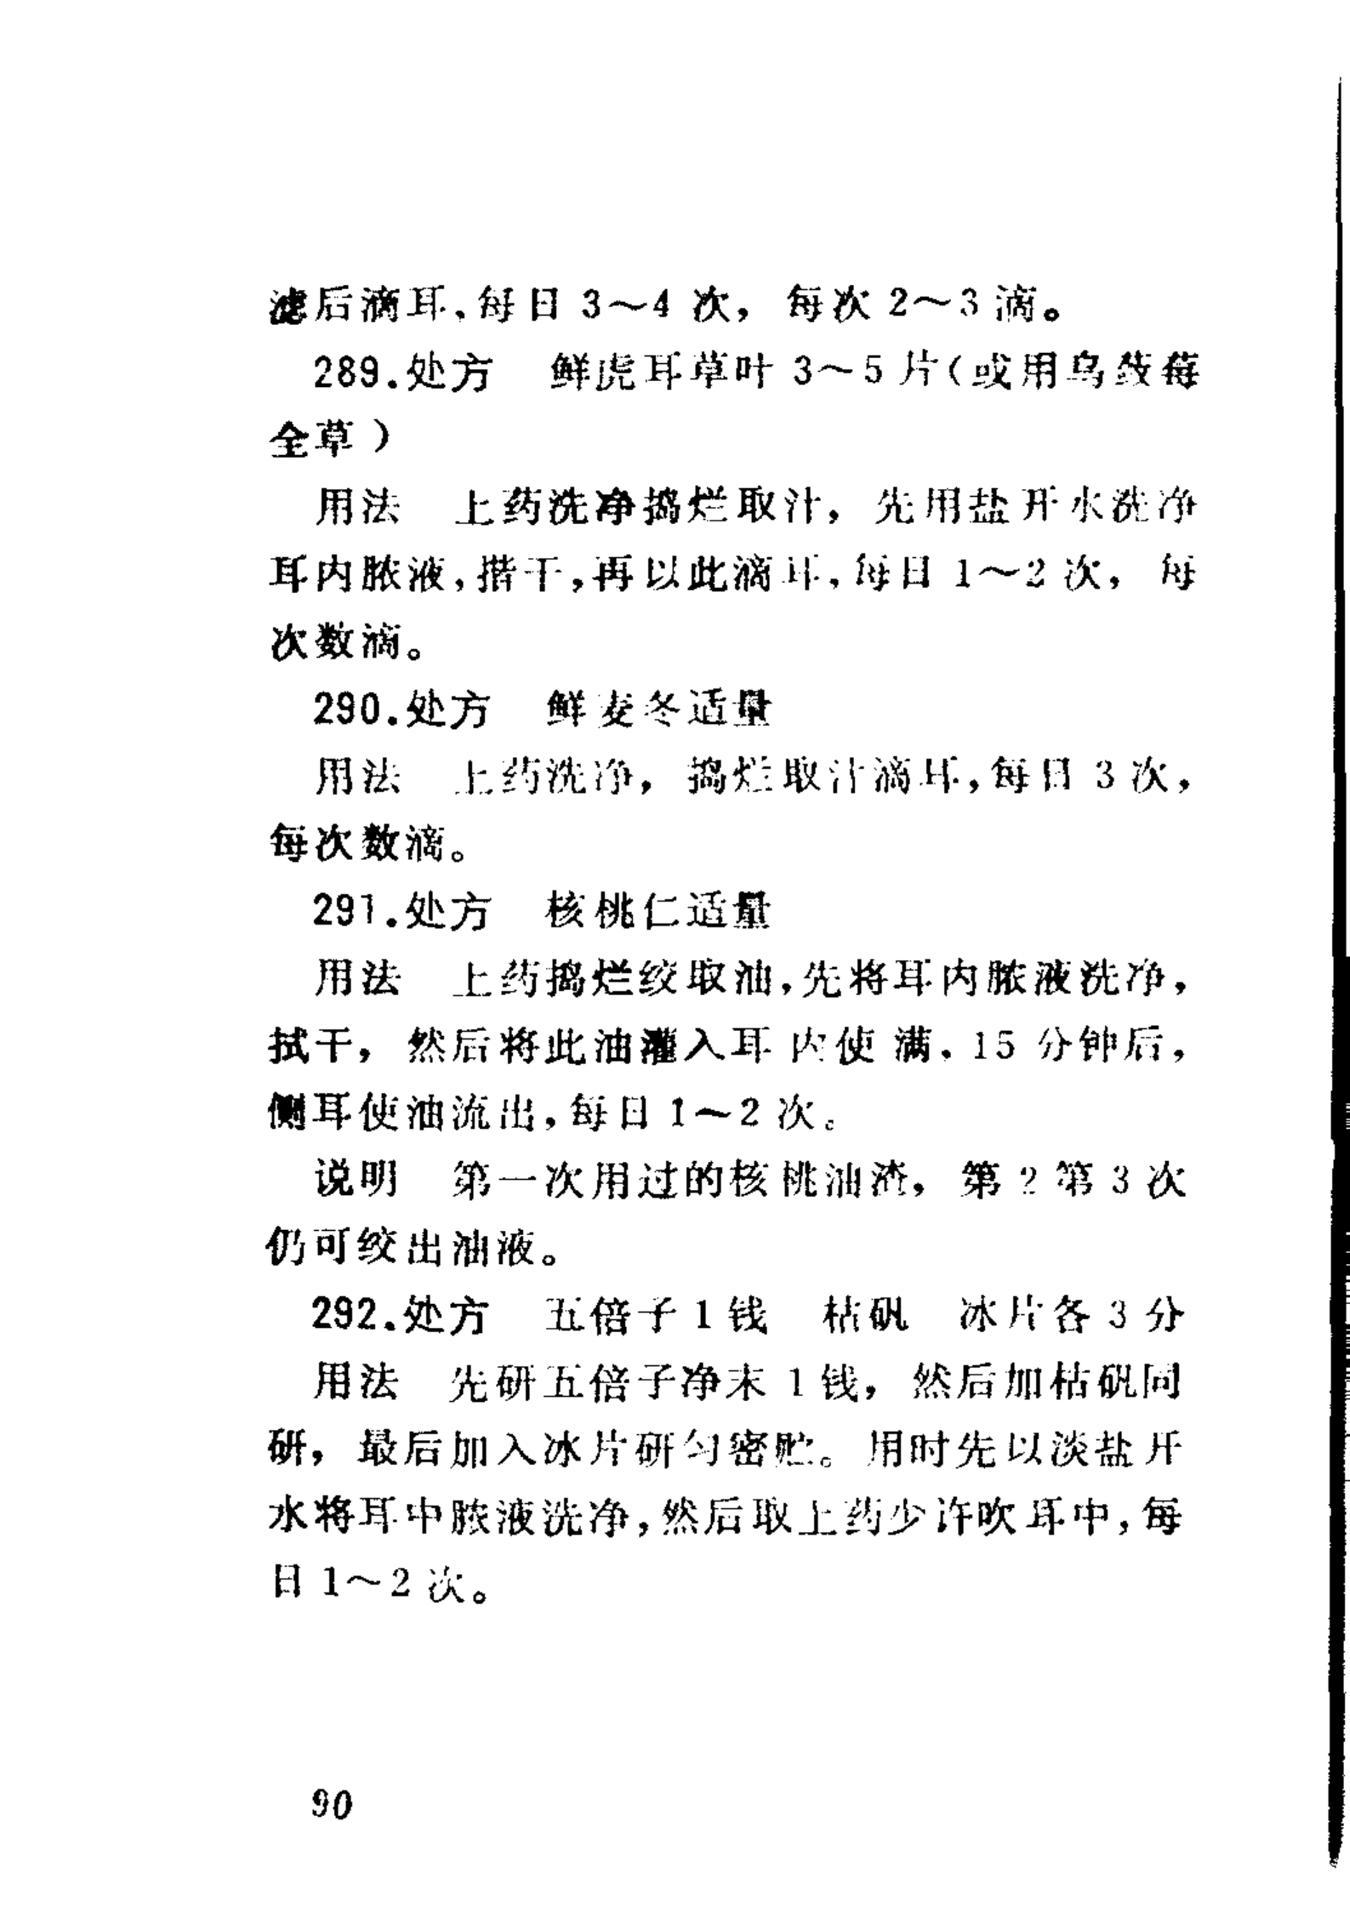 滤后滴耳,每日3～4次，每次2～3滴。
289.处方　鲜虎耳草叶3～5片(或用乌蔹莓
全草)
用法　上药洗净捣烂取汁，先用盐开水洗净
耳内脓液,揩干,再以此滴耳,每日1～2次，每
次数滴。
290.处方　鲜麦冬适量
用法　上药洗净，捣烂取汁滴耳,每日3次，
每次数滴。
291.处方　核桃仁适量
用法　上药捣烂绞取油,先将耳内脓液洗净，
拭干，然后将此油灌入耳内使满.15分钟后，
侧耳使油流出,每日1～2次。
说明　第一次用过的核桃油渣，第2第3次
仍可绞出油液。
292.处方　五倍子1钱　枯矾　冰片各3分
用法　先研五倍子净末1钱，然后加枯矾同
研，最后加入冰片研匀密贮。用时先以淡盐开
水将耳中脓液洗净,然后取上药少许吹耳中,每
日1～2次。
90